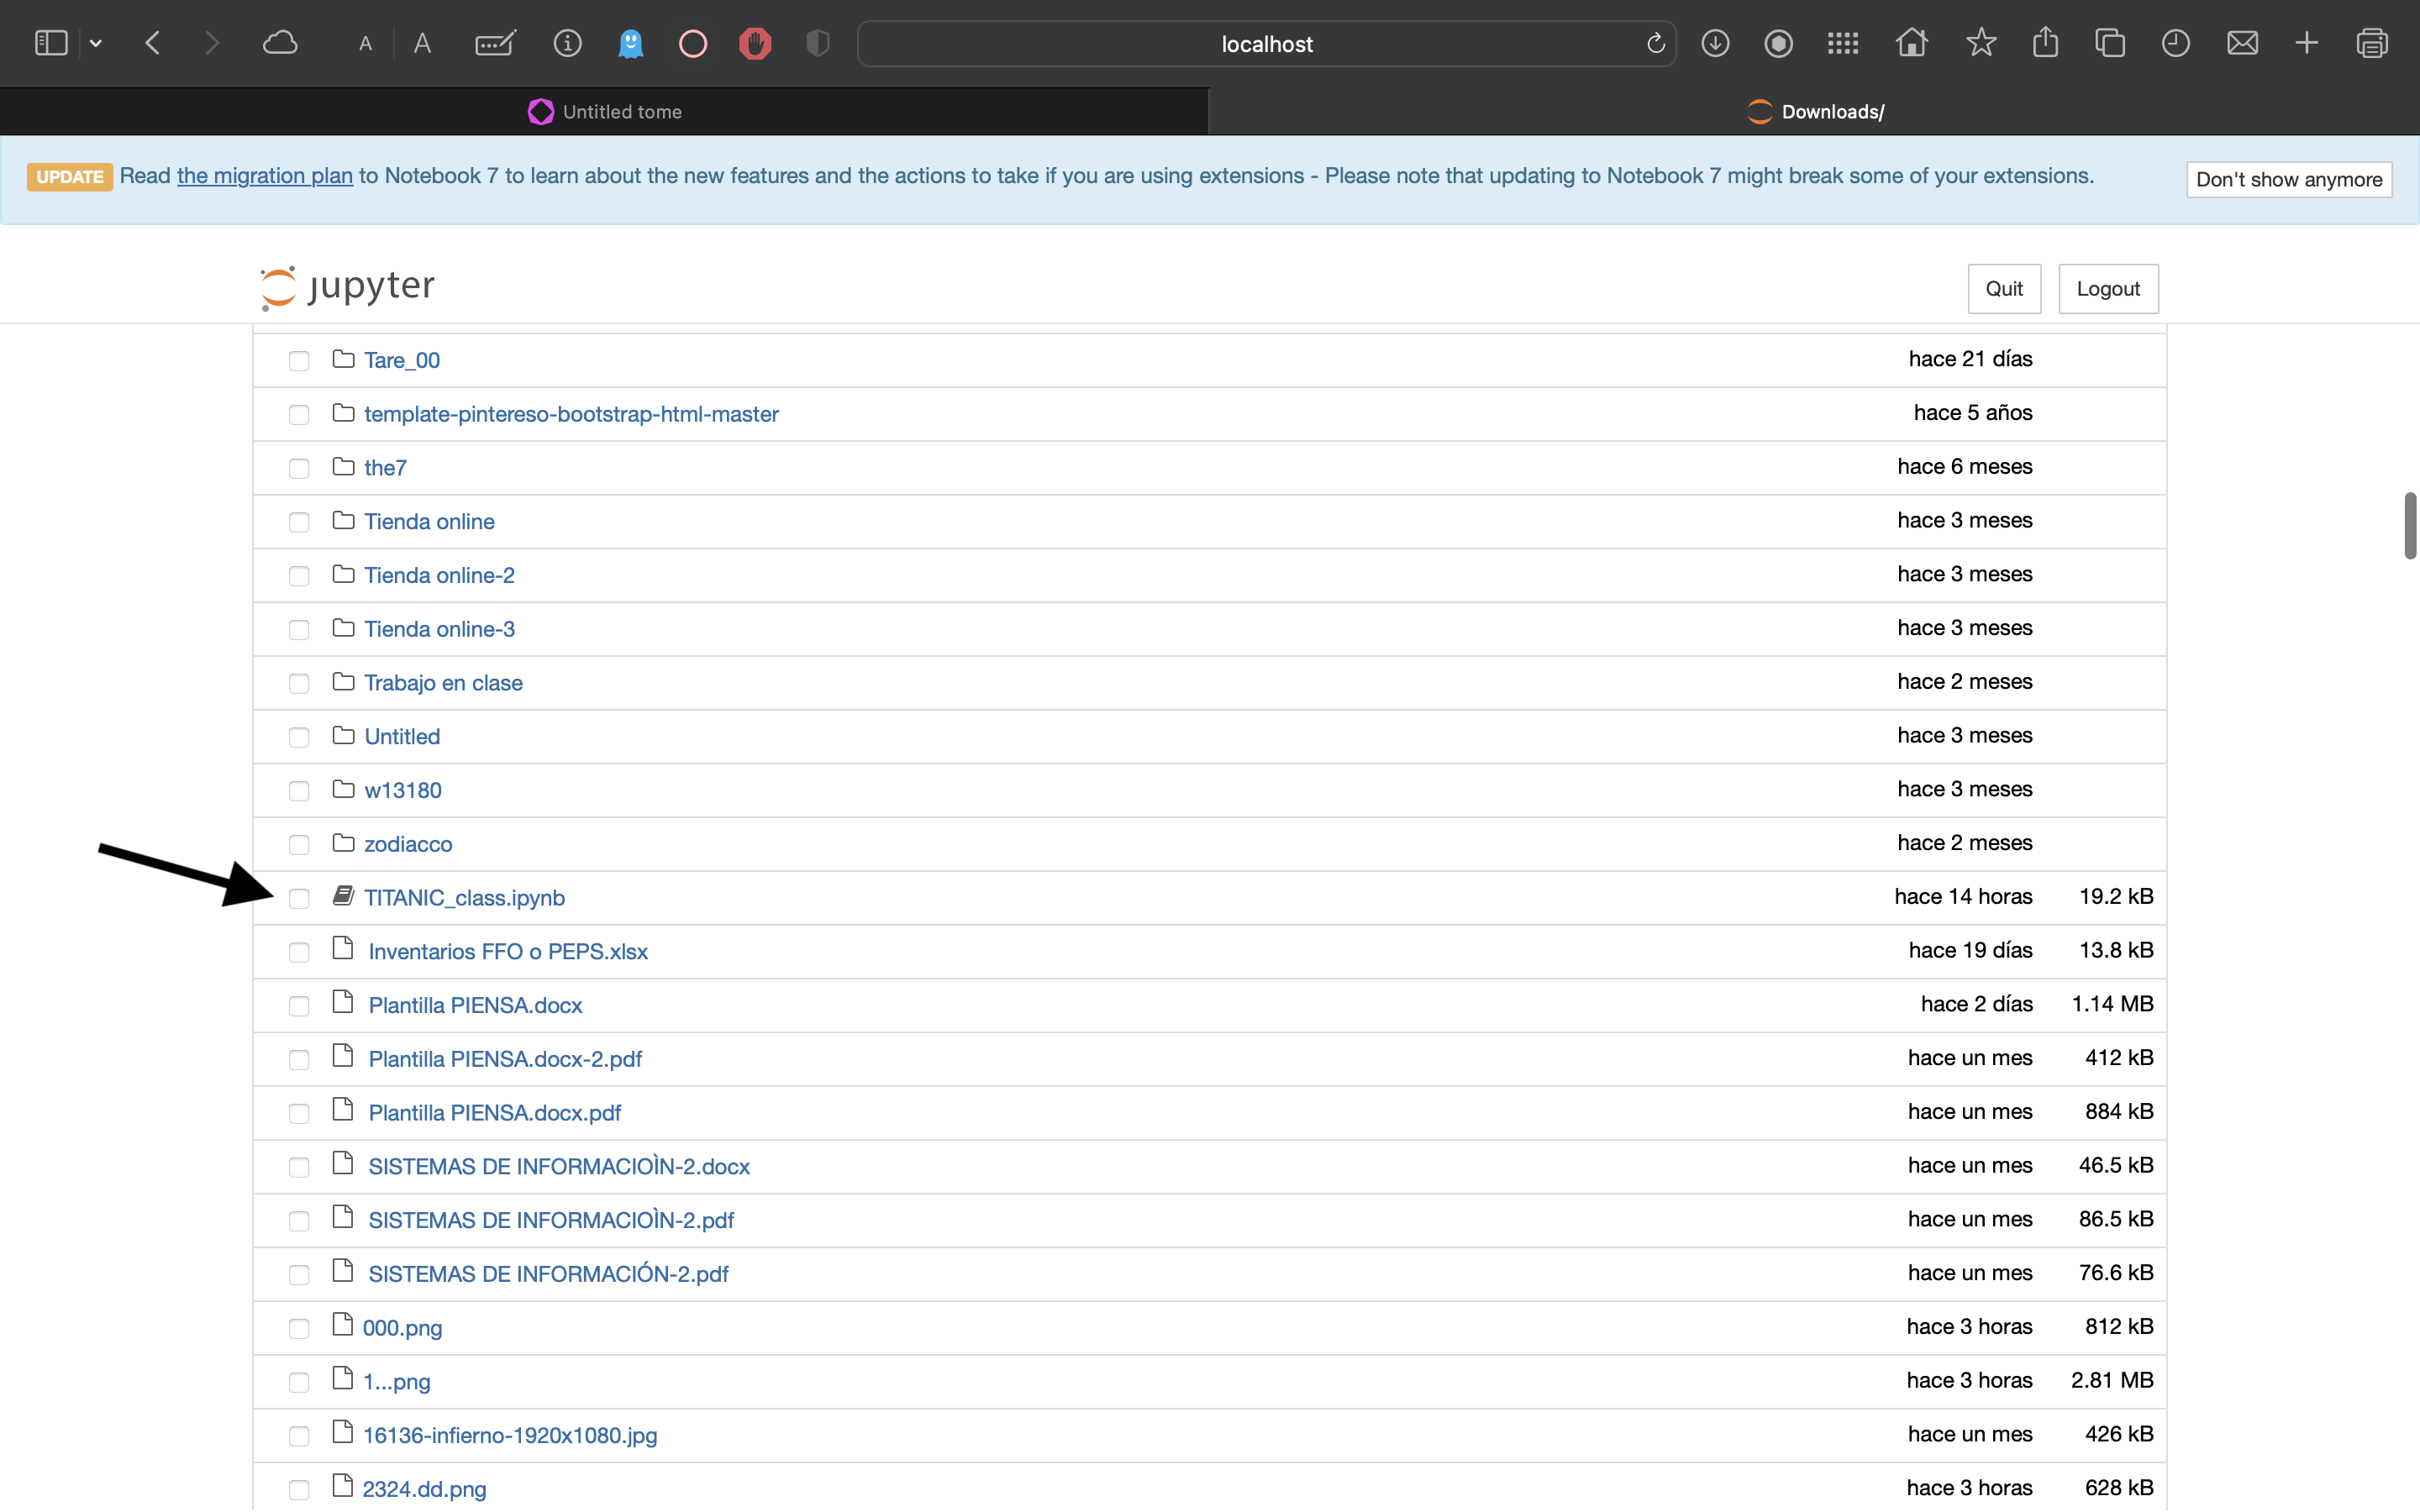 A A localhost
Untitled tome Downloads/
UPDATE Read the migration plan to Notebook 7 to learn about the new features and the actions to take if you are using extensions - Please note that updating to Notebook 7 might break some of your extensions. Don't show anymore
jupyter Quit Logout
Tare_00 hace 21 días
template-pintereso-bootstrap-html-master hace 5 años
the7 hace 6 meses
Tienda online hace 3 meses
Tienda online-2 hace 3 meses
Tienda online-3 hace 3 meses
Trabajo en clase hace 2 meses
Untitled hace 3 meses
w13180 hace 3 meses
zodiacco hace 2 meses
TITANIC_class.ipynb hace 14 horas 19.2 kB
Inventarios FFO o PEPS.xlsx hace 19 días 13.8 kB
Plantilla PIENSA.docx hace 2 días 1.14 MB
Plantilla PIENSA.docx-2.pdf hace un mes 412 kB
Plantilla PIENSA.docx.pdf hace un mes 884 kB
SISTEMAS DE INFORMACIOÌN-2.docx hace un mes 46.5 kB
SISTEMAS DE INFORMACIOÌN-2.pdf hace un mes 86.5 kB
SISTEMAS DE INFORMACIÓN-2.pdf hace un mes 76.6 kB
000.png hace 3 horas 812 kB
1...png hace 3 horas 2.81 MB
16136-infierno-1920x1080.jpg hace un mes 426 kB
2324.dd.png hace 3 horas 628 kB